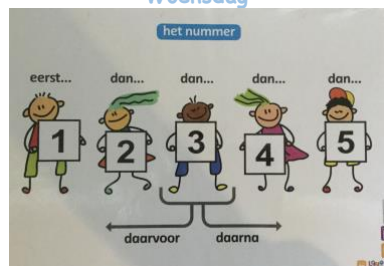 Woensdag
het nummer
eerst... dan... dan... dan... dan...
1 2 3 4 5
daarvoor daarna